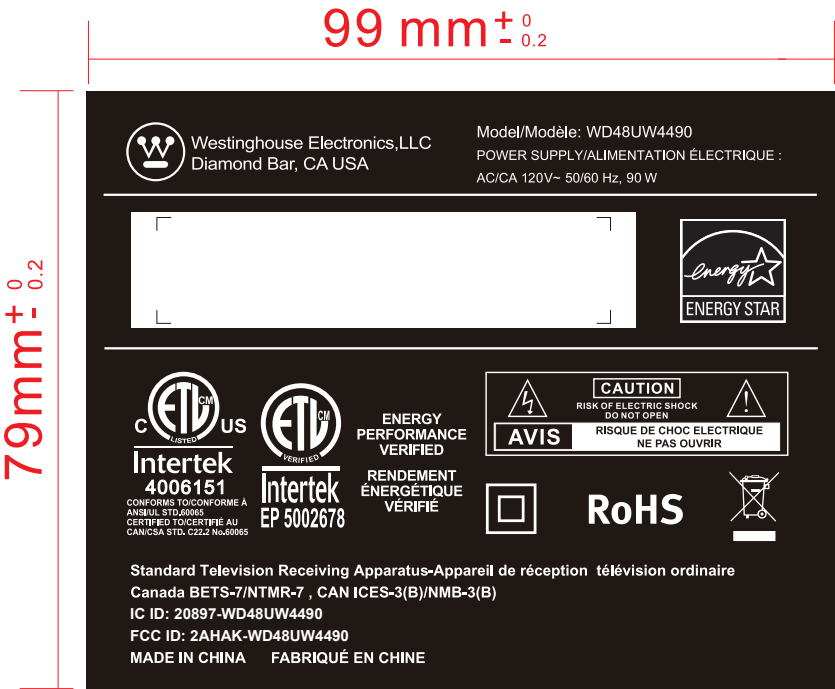 99 mm + 0 - 0.2
79mm + 0 - 0.2
Westinghouse Electronics,LLC
Diamond Bar, CA USA
Model/Modèle: WD48UW4490
POWER SUPPLY/ALIMENTATION ÉLECTRIQUE :
AC/CA 120V~ 50/60 Hz, 90 W
energy
ENERGY STAR
C ETL CM US
LISTED
Intertek
4006151
CONFORMS TO/CONFORME À
ANSI/UL STD.60065
CERTIFIED TO/CERTIFIÉ AU
CAN/CSA STD. C22.2 No.60065
ETL CM
VERIFIED
Intertek
EP 5002678
ENERGY
PERFORMANCE
VERIFIED
RENDEMENT
ÉNERGÉTIQUE
VÉRIFIÉ
CAUTION
RISK OF ELECTRIC SHOCK
DO NOT OPEN
AVIS
RISQUE DE CHOC ELECTRIQUE
NE PAS OUVRIR
RoHS
Standard Television Receiving Apparatus-Appareil de réception télévision ordinaire
Canada BETS-7/NTMR-7 , CAN ICES-3(B)/NMB-3(B)
IC ID: 20897-WD48UW4490
FCC ID: 2AHAK-WD48UW4490
MADE IN CHINA FABRIQUÉ EN CHINE